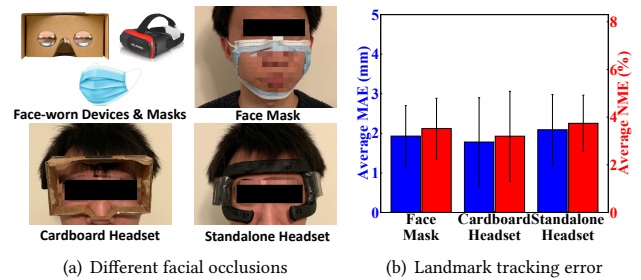 Face-worn Devices & Masks
Face Mask
Cardboard Headset
Standalone Headset
(a) Different facial occlusions
Average MAE (mm)
5
4
3
2
1
0
Average NME (%)
8
6
4
2
0
Face Mask
Cardboard Headset
Standalone Headset
(b) Landmark tracking error